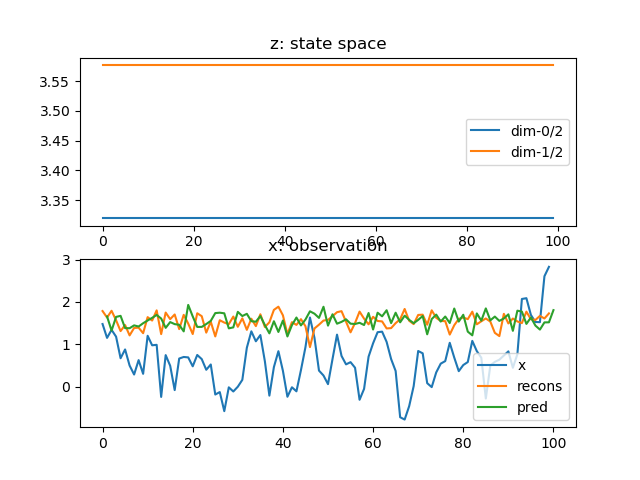 z: state space
3.55
3.50
3.45
3.40
3.35
dim-0/2
dim-1/2
0 20 40 60 80 100
x: observation
3
2
1
0
x
recons
pred
0 20 40 60 80 100